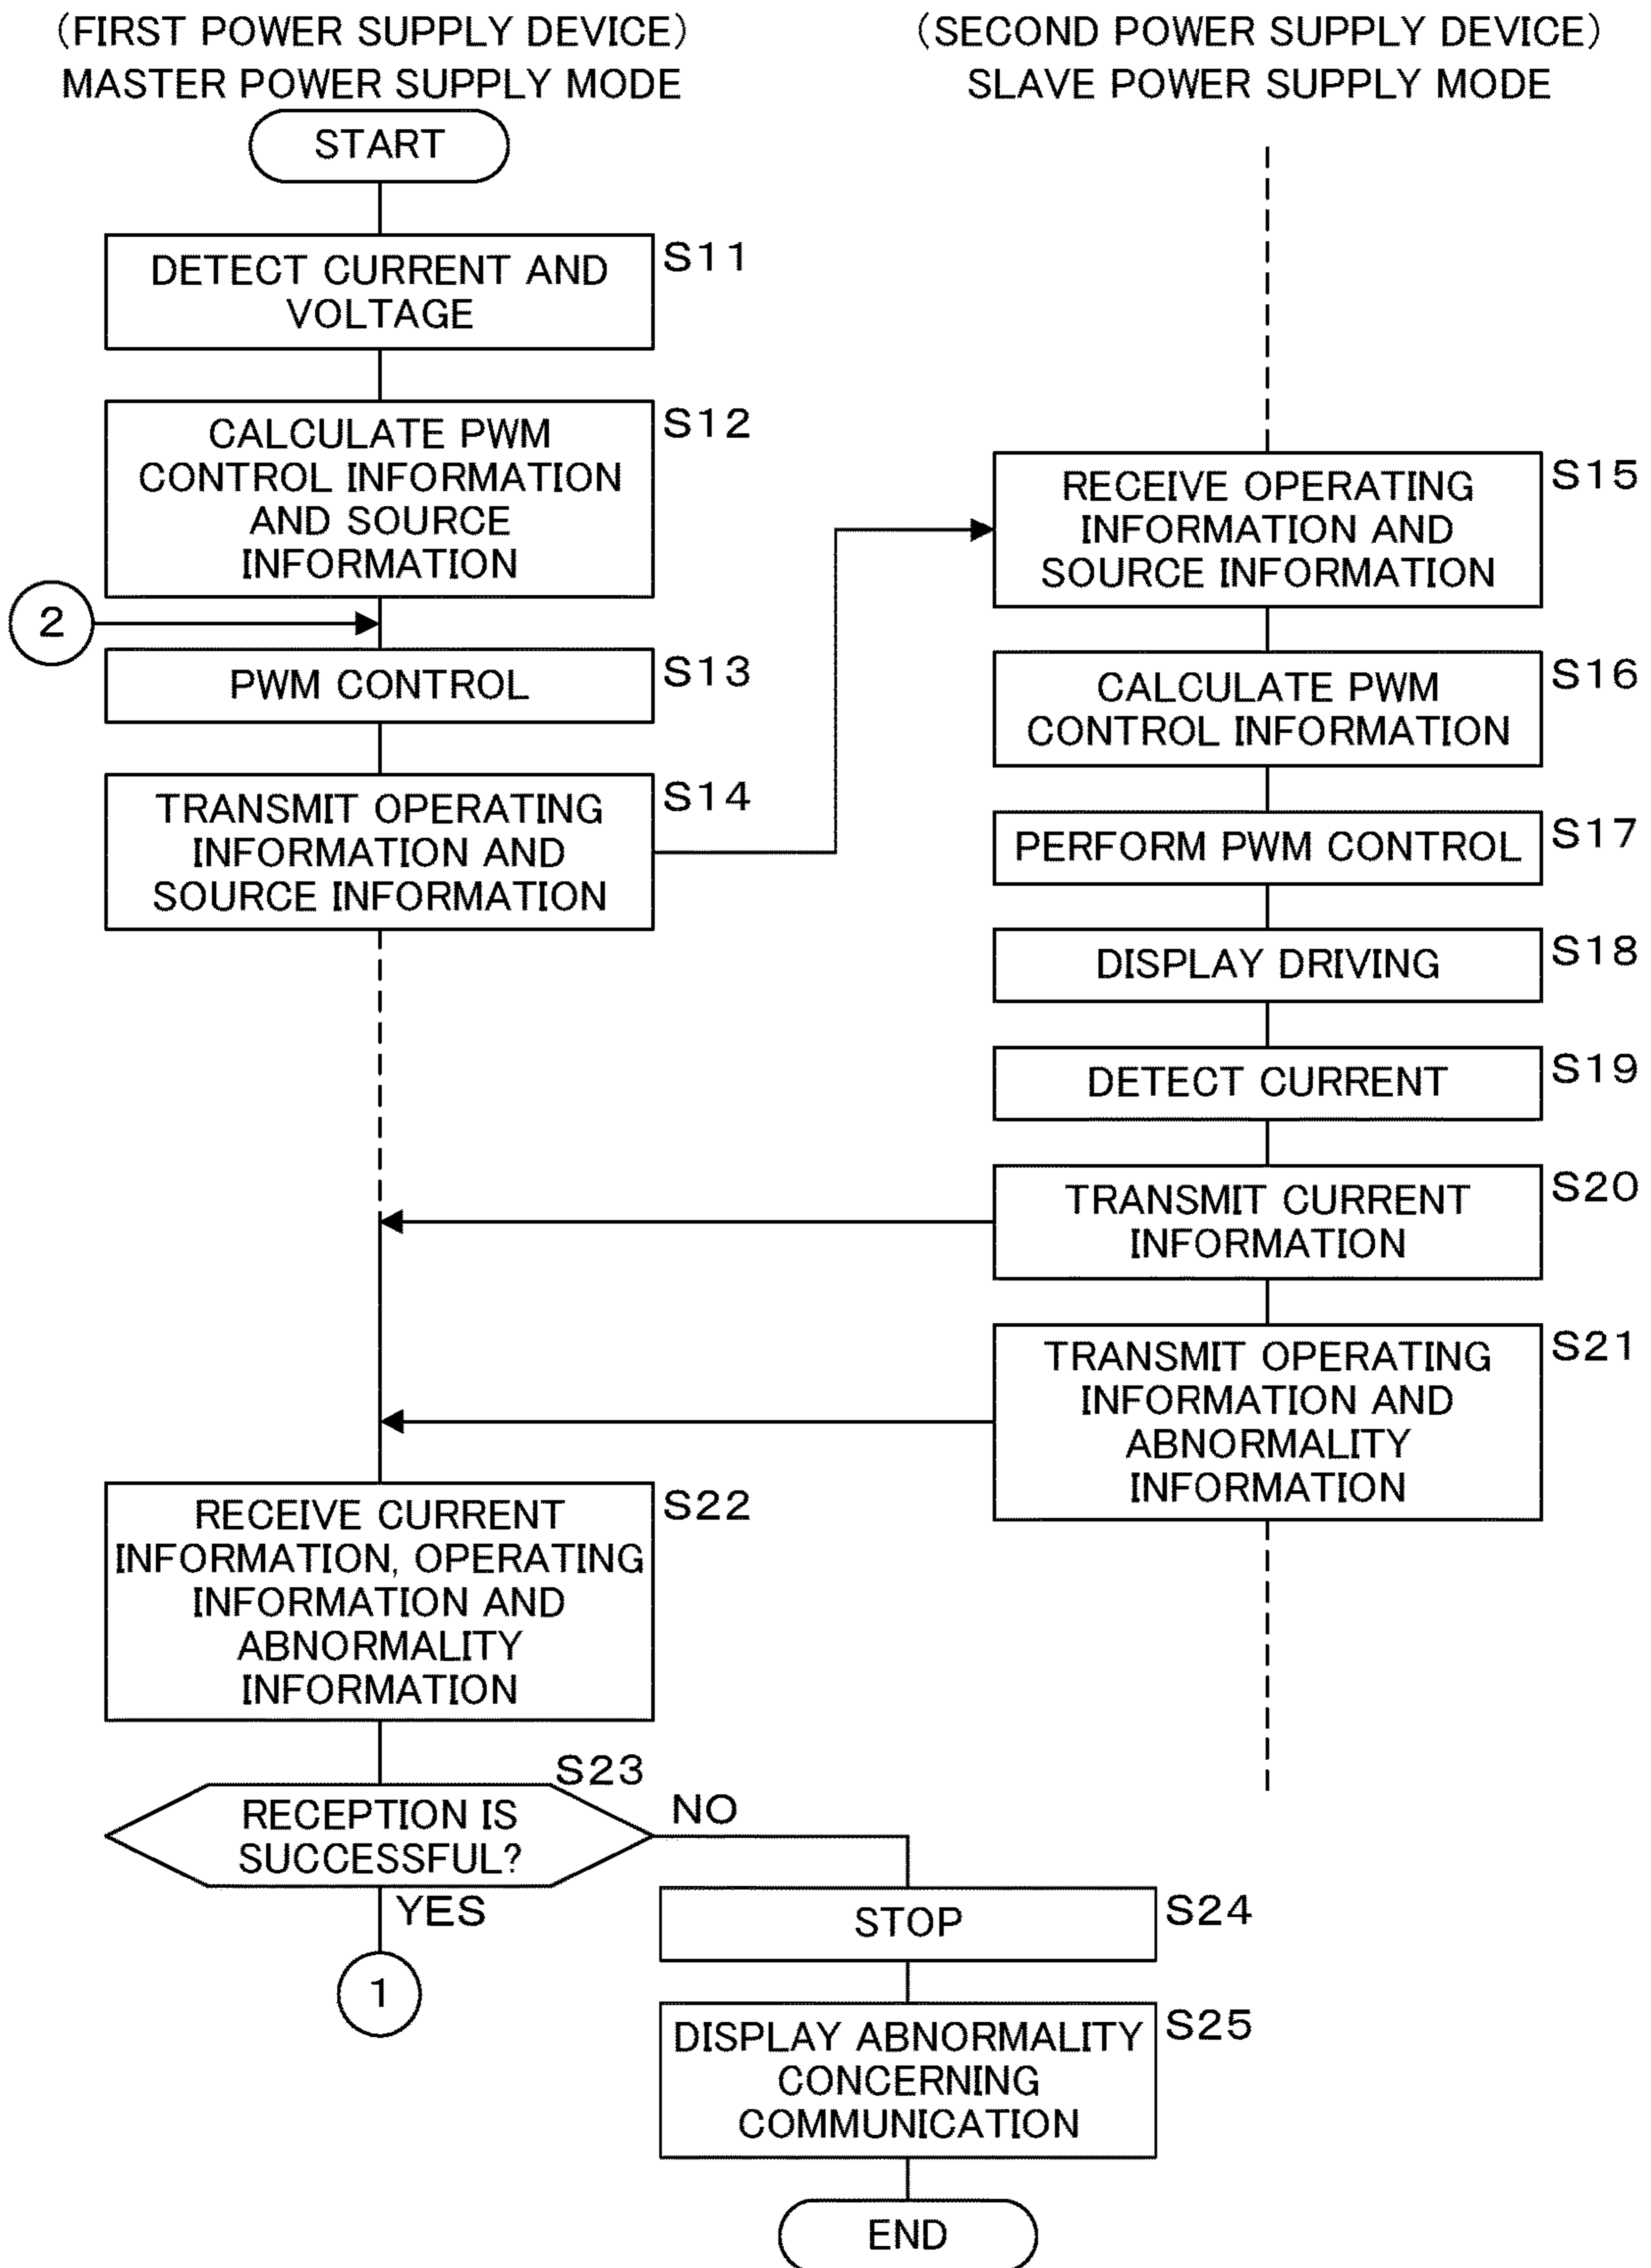 (FIRST POWER SUPPLY DEVICE)
MASTER POWER SUPPLY MODE
START
DETECT CURRENT AND
VOLTAGE
S11
CALCULATE PWM
CONTROL INFORMATION
AND SOURCE
INFORMATION
S12
2
PWM CONTROL
S13
TRANSMIT OPERATING
INFORMATION AND
SOURCE INFORMATION
S14
(SECOND POWER SUPPLY DEVICE)
SLAVE POWER SUPPLY MODE
RECEIVE OPERATING
INFORMATION AND
SOURCE INFORMATION
S15
CALCULATE PWM
CONTROL INFORMATION
S16
PERFORM PWM CONTROL
S17
DISPLAY DRIVING
S18
DETECT CURRENT
S19
TRANSMIT CURRENT
INFORMATION
S20
TRANSMIT OPERATING
INFORMATION AND
ABNORMALITY
INFORMATION
S21
RECEIVE CURRENT
INFORMATION, OPERATING
INFORMATION AND
ABNORMALITY
INFORMATION
S22
S23
RECEPTION IS
SUCCESSFUL?
NO
YES
1
STOP
S24
DISPLAY ABNORMALITY
CONCERNING
COMMUNICATION
S25
END